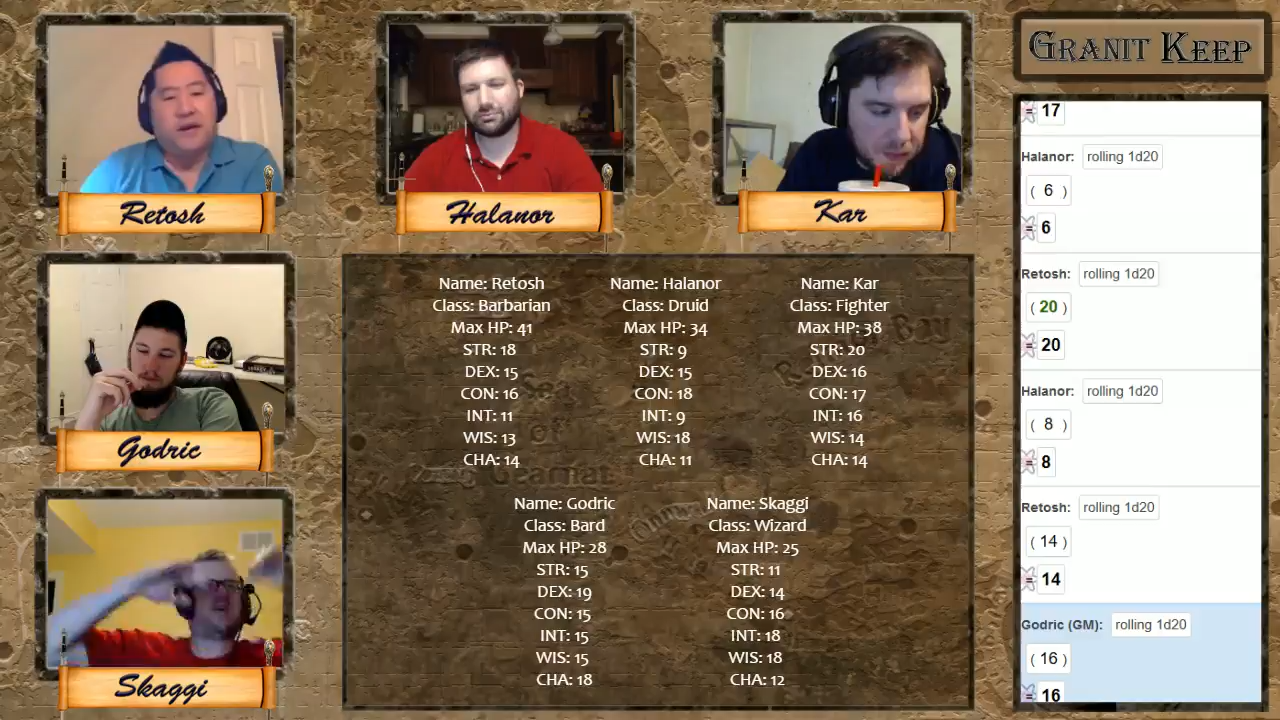 GRANIT KEEP
Retosh
Halanor
Kar
Godric
Skaggi
Name: Retosh
Class: Barbarian
Max HP: 41
STR: 18
DEX: 15
CON: 16
INT: 11
WIS: 13
CHA: 14
Name: Halanor
Class: Druid
Max HP: 34
STR: 9
DEX: 15
CON: 18
INT: 9
WIS: 18
CHA: 11
Name: Kar
Class: Fighter
Max HP: 38
STR: 20
DEX: 16
CON: 17
INT: 16
WIS: 14
CHA: 14
Name: Godric
Class: Bard
Max HP: 28
STR: 15
DEX: 19
CON: 15
INT: 15
WIS: 15
CHA: 18
Name: Skaggi
Class: Wizard
Max HP: 25
STR: 11
DEX: 14
CON: 16
INT: 18
WIS: 18
CHA: 12
= 17
Halanor: rolling 1d20
( 6 )
= 6
Retosh: rolling 1d20
( 20 )
= 20
Halanor: rolling 1d20
( 8 )
= 8
Retosh: rolling 1d20
( 14 )
= 14
Godric (GM): rolling 1d20
( 16 )
= 16